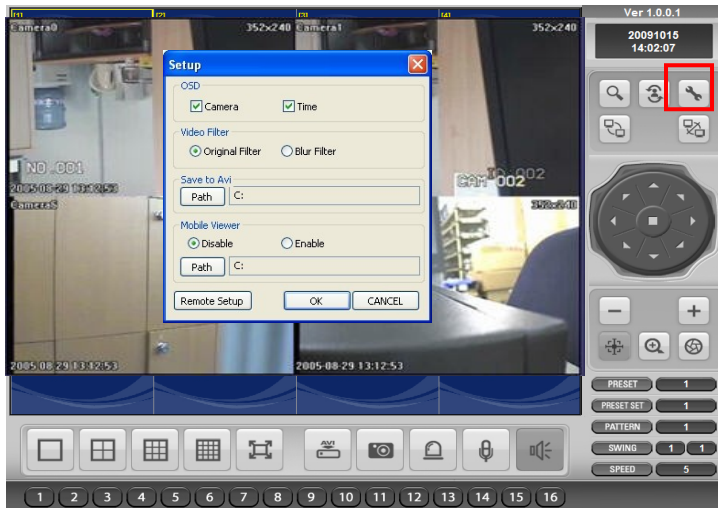 [1] [2] [3] [4]
Ver 1.0.0.1
20091015
14:02:07
Camera0 352x240
Camera1 352x240
Setup
OSD
Camera Time
Video Filter
Original Filter Blur Filter
Save to Avi
Path C:
Mobile Viewer
Disable Enable
Path C:
Remote Setup OK CANCEL
NO .001
2005-08-29 13:12:53
CAM 002
002
Camera8 352x240
2005-08-29 13:12:53
2005-08-29 13:12:53
PRESET 1
PRESET SET 1
PATTERN 1
SWING 1 1
SPEED 5
AVI
1 2 3 4 5 6 7 8 9 10 11 12 13 14 15 16